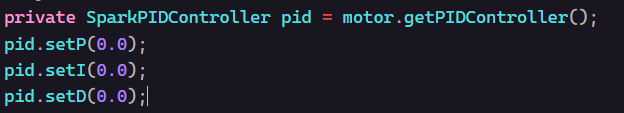 private SparkPIDController pid = motor.getPIDController();
pid.setP(0.0);
pid.setI(0.0);
pid.setD(0.0);